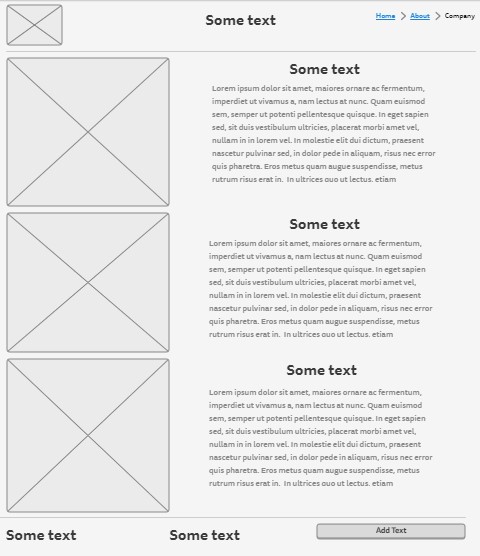 Some text
Home > About > Company
Some text
Lorem ipsum dolor sit amet, maiores ornare ac fermentum,
imperdiet ut vivamus a, nam lectus at nunc. Quam euismod
sem, semper ut potenti pellentesque quisque. In eget sapien
sed, sit duis vestibulum ultricies, placerat morbi amet vel,
nullam in in lorem vel. In molestie elit dui dictum, praesent
nascetur pulvinar sed, in dolor pede in aliquam, risus nec error
quis pharetra. Eros metus quam augue suspendisse, metus
rutrum risus erat in.  In ultrices ouo ut lectus. etiam
Some text
Lorem ipsum dolor sit amet, maiores ornare ac fermentum,
imperdiet ut vivamus a, nam lectus at nunc. Quam euismod
sem, semper ut potenti pellentesque quisque. In eget sapien
sed, sit duis vestibulum ultricies, placerat morbi amet vel,
nullam in in lorem vel. In molestie elit dui dictum, praesent
nascetur pulvinar sed, in dolor pede in aliquam, risus nec error
quis pharetra. Eros metus quam augue suspendisse, metus
rutrum risus erat in.  In ultrices ouo ut lectus. etiam
Some text
Lorem ipsum dolor sit amet, maiores ornare ac fermentum,
imperdiet ut vivamus a, nam lectus at nunc. Quam euismod
sem, semper ut potenti pellentesque quisque. In eget sapien
sed, sit duis vestibulum ultricies, placerat morbi amet vel,
nullam in in lorem vel. In molestie elit dui dictum, praesent
nascetur pulvinar sed, in dolor pede in aliquam, risus nec error
quis pharetra. Eros metus quam augue suspendisse, metus
rutrum risus erat in.  In ultrices ouo ut lectus. etiam
Some text
Some text
Add Text